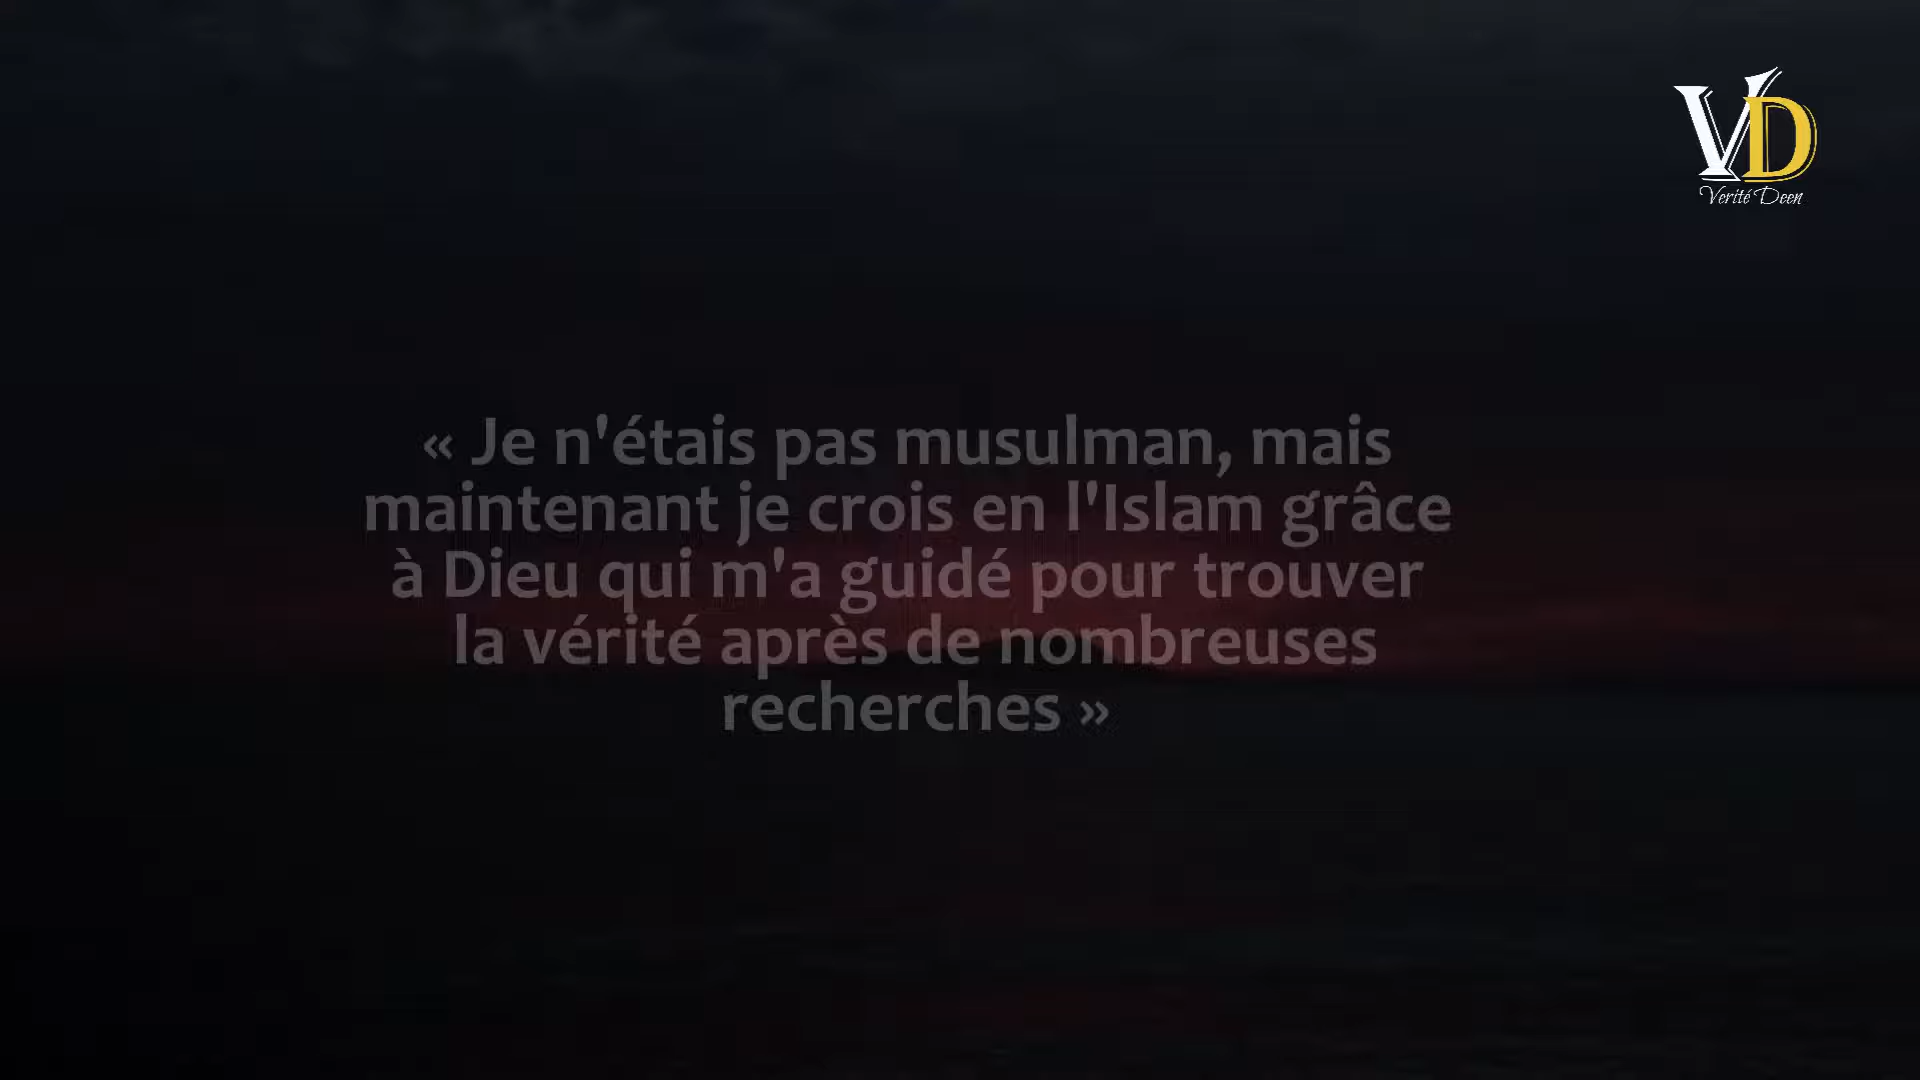 VD
Verité Deen
« Je n'étais pas musulman, mais
maintenant je crois en l'Islam grâce
à Dieu qui m'a guidé pour trouver
la vérité après de nombreuses
recherches »